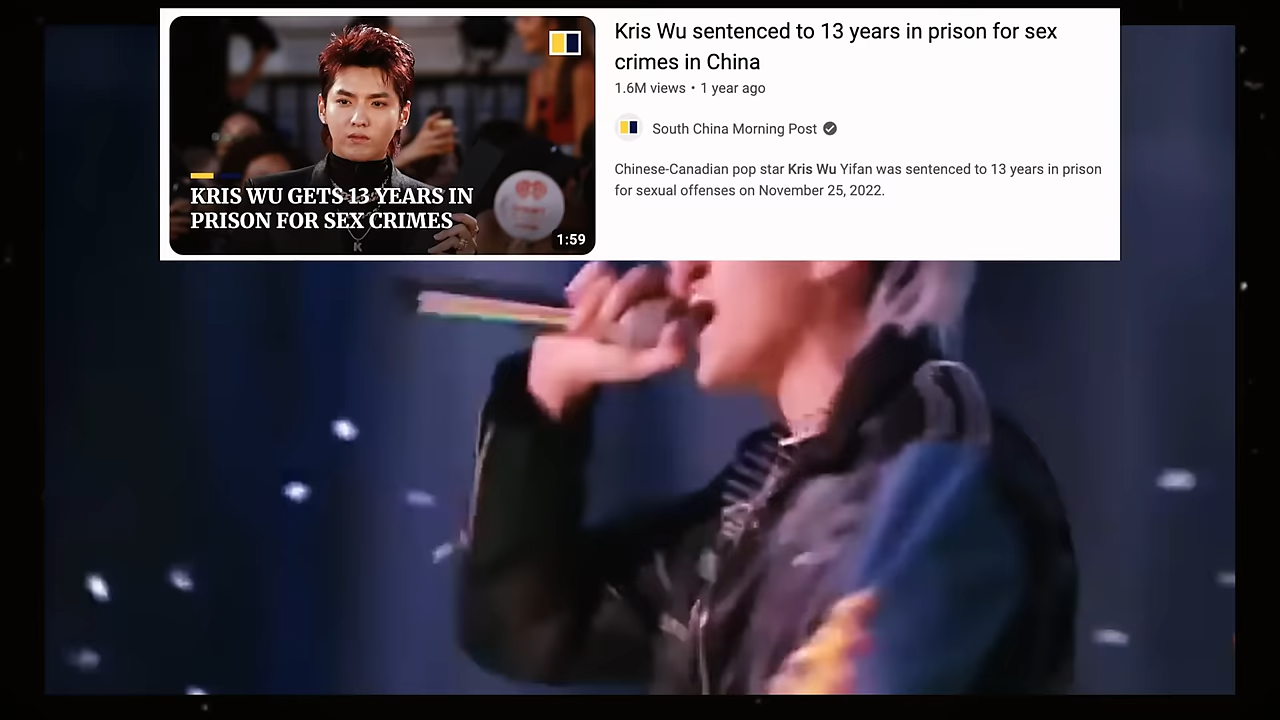 Kris Wu sentenced to 13 years in prison for sex
crimes in China
1.6M views • 1 year ago
South China Morning Post
Chinese-Canadian pop star Kris Wu Yifan was sentenced to 13 years in prison
for sexual offenses on November 25, 2022.
KRIS WU GETS 13 YEARS IN
PRISON FOR SEX CRIMES
K
1:59